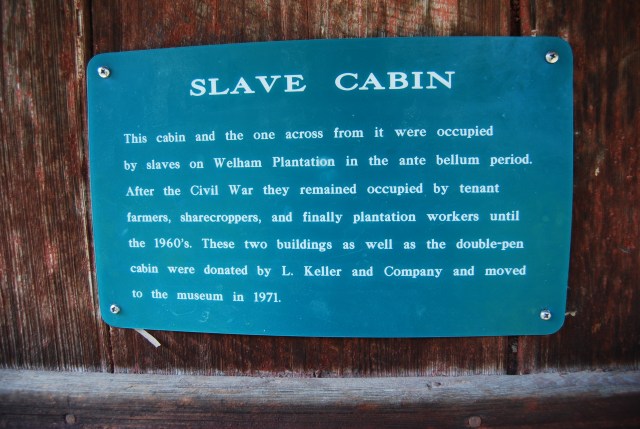 SLAVE CABIN
This cabin and the one across from it were occupied
by slaves on Welham Plantation in the ante bellum period.
After the Civil War they remained occupied by tenant
farmers, sharecroppers, and finally plantation workers until
the 1960's. These two buildings as well as the double-pen
cabin were donated by L. Keller and Company and moved
to the museum in 1971.